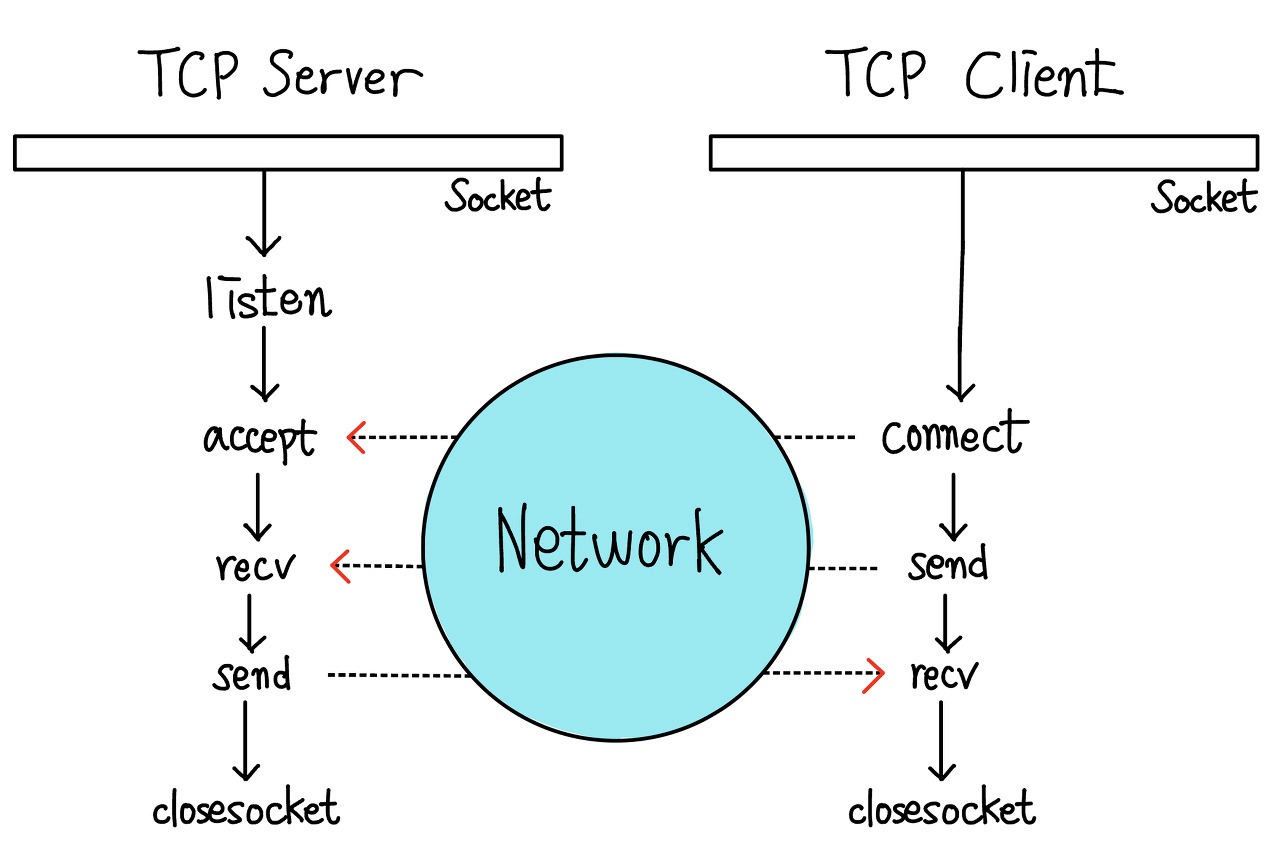 TCP Server
TCP Client
Socket
Socket
listen
accept
connect
Network
recv
send
send
recv
closesocket
closesocket